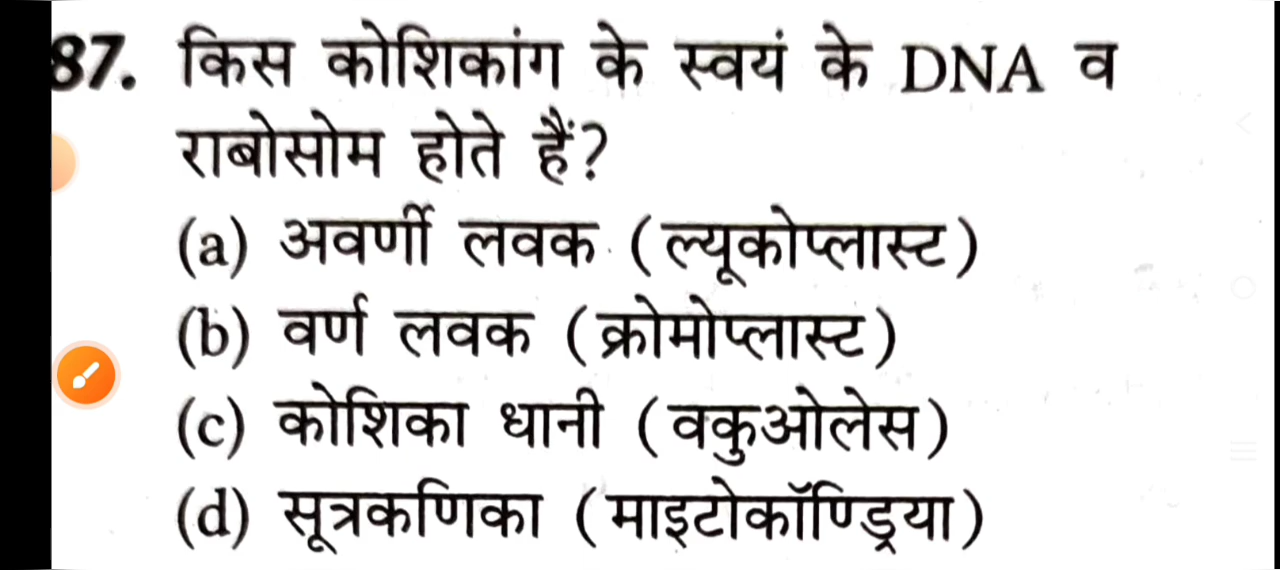 87. किस कोशिकांग के स्वयं के DNA व
राबोसोम होते हैं?
(a) अवर्णी लवक (ल्यूकोप्लास्ट)
(b) वर्ण लवक (क्रोमोप्लास्ट)
(c) कोशिका धानी (वकुओलेस)
(d) सूत्रकणिका (माइटोकॉण्ड्रिया)